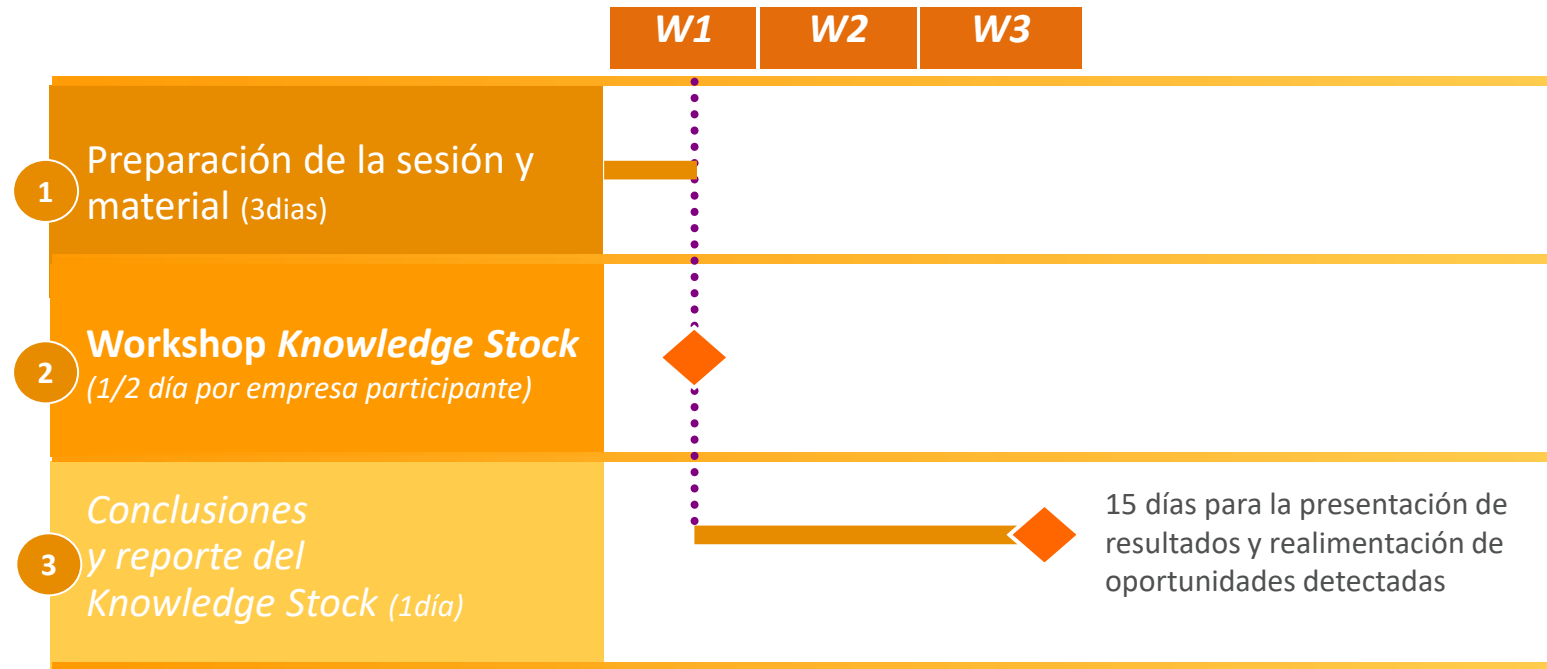 W1 W2 W3
1
Preparación de la sesión y
material (3dias)
2
Workshop Knowledge Stock
(1/2 día por empresa participante)
3
Conclusiones
y reporte del
Knowledge Stock (1día)
15 días para la presentación de
resultados y realimentación de
oportunidades detectadas